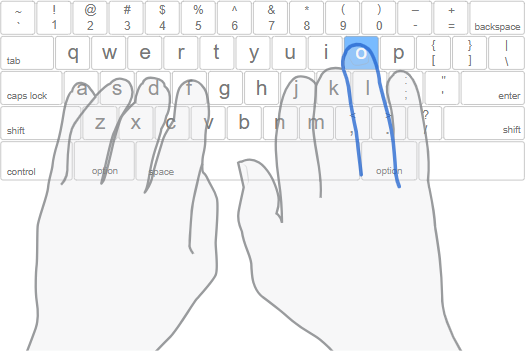 ~ ! @ # $ % ^ & * ( ) – +
` 1 2 3 4 5 6 7 8 9 0 - = backspace
tab q w e r t y u i o p { [ } ] | \
caps lock a s d f g h j k l : ; " ' enter
shift z x c v b n m < , > . ? / shift
control option space option